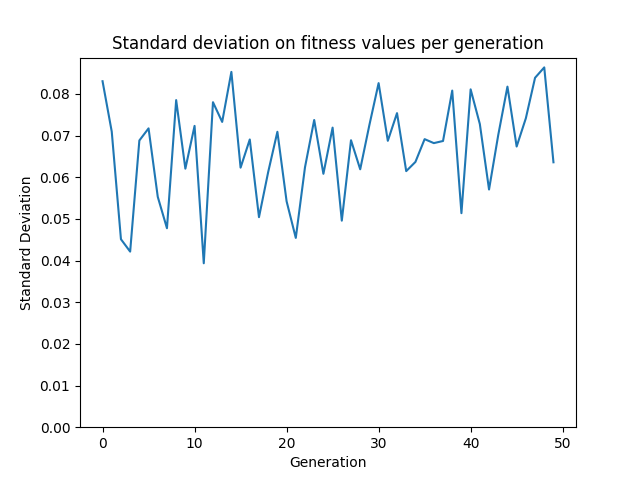 Standard deviation on fitness values per generation
0.08
0.07
0.06
0.05
0.04
0.03
0.02
0.01
0.00
Standard Deviation
0 10 20 30 40 50
Generation